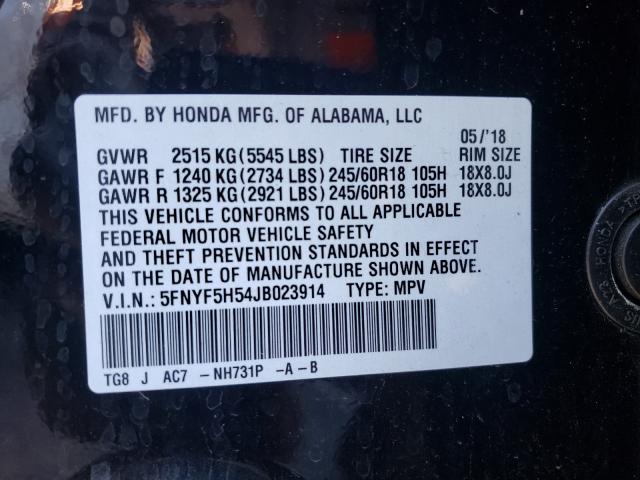 MFD. BY HONDA MFG. OF ALABAMA, LLC
05/'18
GVWR 2515 KG(5545 LBS) TIRE SIZE RIM SIZE
GAWR F 1240 KG(2734 LBS)245/60R18 105H 18X8.0J
GAWR R 1325 KG(2921 LBS)245/60R18 105H 18X8.0J
THIS VEHICLE CONFORMS TO ALL APPLICABLE
FEDERAL MOTOR VEHICLE SAFETY
AND THEFT PREVENTION STANDARDS IN EFFECT
ON THE DATE OF MANUFACTURE SHOWN ABOVE.
V.I.N.: 5FNYF5H54JB023914 TYPE: MPV
TG8 J AC7 -NH731P -A-B
HONDA